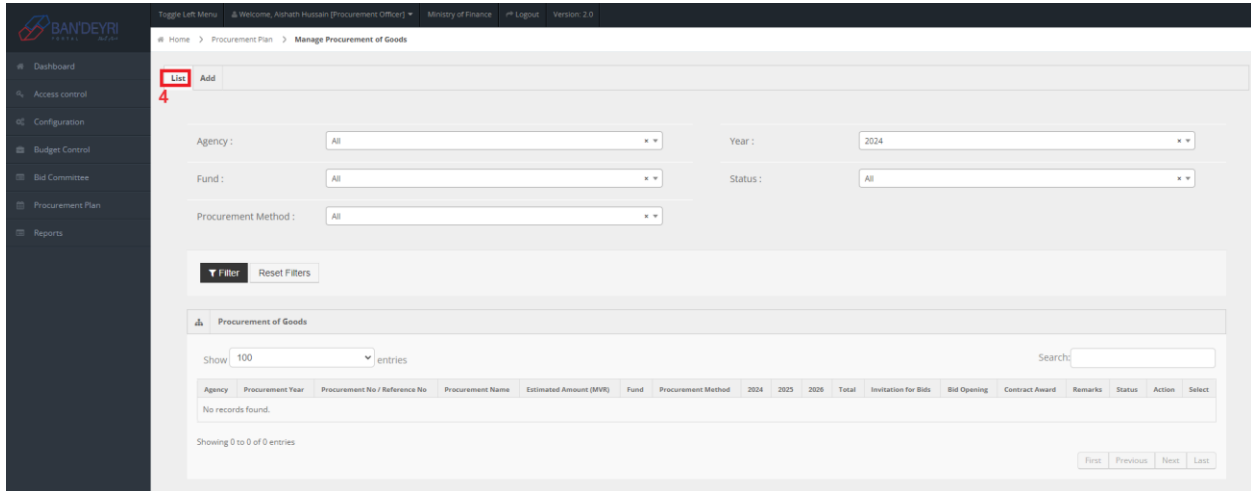 Toggle Left Menu Welcome, Aishath Hussain [Procurement Officer] Ministry of Finance Logout Version: 2.0
BAN'DEYRI
PORTAL
Home > Procurement Plan > Manage Procurement of Goods
Dashboard
Access control
Configuration
Budget Control
Bid Committee
Procurement Plan
Reports
List Add
4
Agency : All × Year : 2024 ×
Fund : All × Status : All ×
Procurement Method : All ×
Filter Reset Filters
Procurement of Goods
Show 100 entries Search:
Agency Procurement Year Procurement No / Reference No Procurement Name Estimated Amount (MVR) Fund Procurement Method 2024 2025 2026 Total Invitation for Bids Bid Opening Contract Award Remarks Status Action Select
No records found.
Showing 0 to 0 of 0 entries
First Previous Next Last